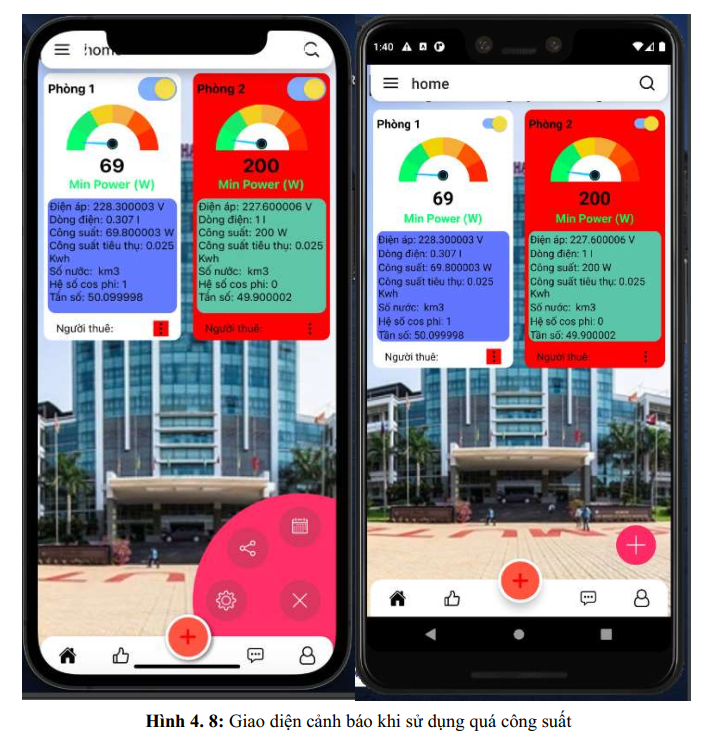 home
Phòng 1
69
Min Power (W)
Điện áp: 228.300003 V
Dòng điện: 0.307 I
Công suất: 69.800003 W
Công suất tiêu thụ: 0.025
Kwh
Số nước: km3
Hệ số cos phi: 1
Tần số: 50.099998
Người thuê:
Phòng 2
200
Min Power (W)
Điện áp: 227.600006 V
Dòng điện: 1 I
Công suất: 200 W
Công suất tiêu thụ: 0.025
Kwh
Số nước: km3
Hệ số cos phi: 0
Tần số: 49.900002
Người thuê:
1:40
home
Phòng 1
69
Min Power (W)
Điện áp: 228.300003 V
Dòng điện: 0.307 I
Công suất: 69.800003 W
Công suất tiêu thụ: 0.025
Kwh
Số nước: km3
Hệ số cos phi: 1
Tần số: 50.099998
Người thuê:
Phòng 2
200
Min Power (W)
Điện áp: 227.600006 V
Dòng điện: 1 I
Công suất: 200 W
Công suất tiêu thụ: 0.025
Kwh
Số nước: km3
Hệ số cos phi: 0
Tần số: 49.900002
Người thuê:
Hình 4. 8: Giao diện cảnh báo khi sử dụng quá công suất